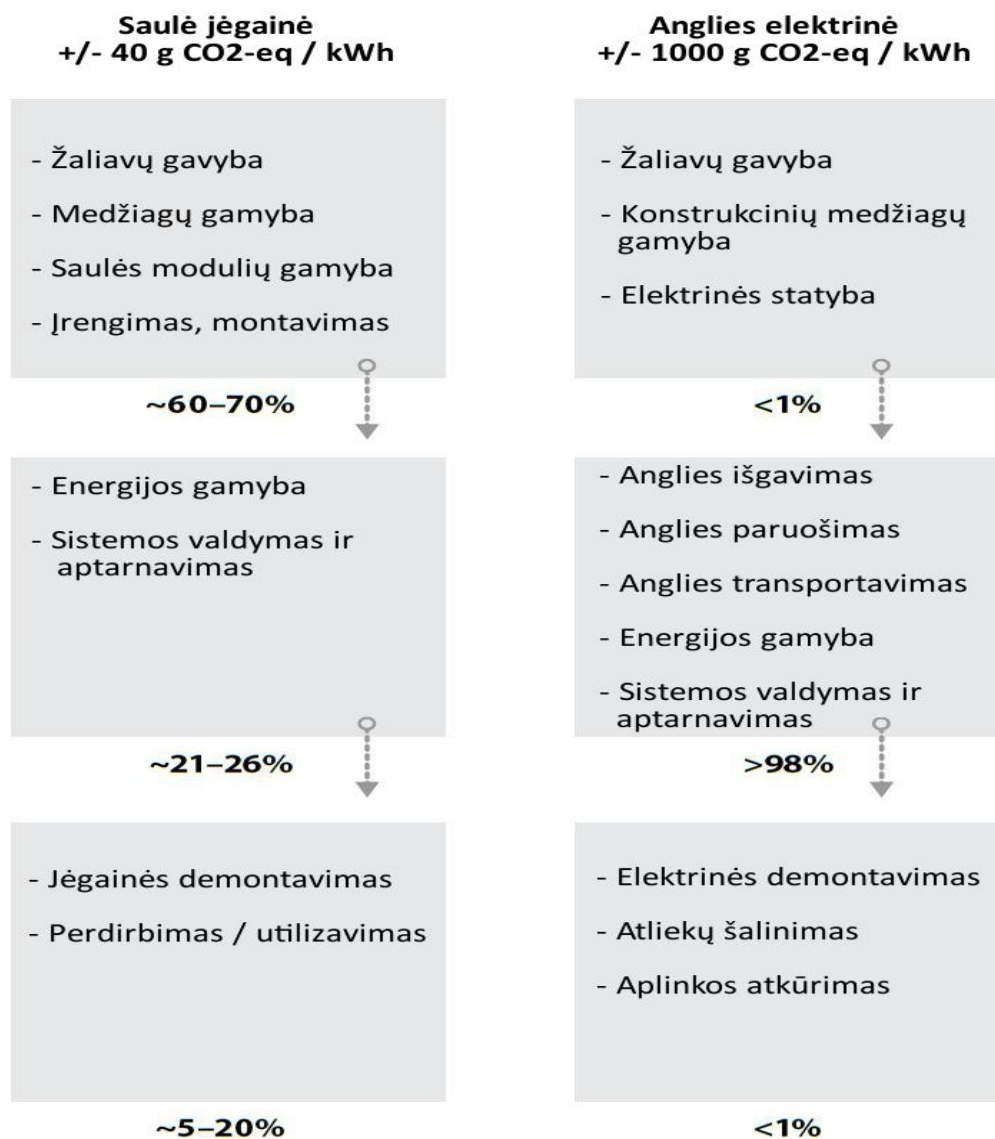 Saulė jėgainė
+/- 40 g CO2-eq / kWh
- Žaliavų gavyba
- Medžiagų gamyba
- Saulės modulių gamyba
- Įrengimas, montavimas
~60–70%
- Energijos gamyba
- Sistemos valdymas ir
aptarnavimas
~21–26%
- Jėgainės demontavimas
- Perdirbimas / utilizavimas
~5–20%
Anglies elektrinė
+/- 1000 g CO2-eq / kWh
- Žaliavų gavyba
- Konstrukcinių medžiagų
gamyba
- Elektrinės statyba
<1%
- Anglies išgavimas
- Anglies paruošimas
- Anglies transportavimas
- Energijos gamyba
- Sistemos valdymas ir
aptarnavimas
>98%
- Elektrinės demontavimas
- Atliekų šalinimas
- Aplinkos atkūrimas
<1%